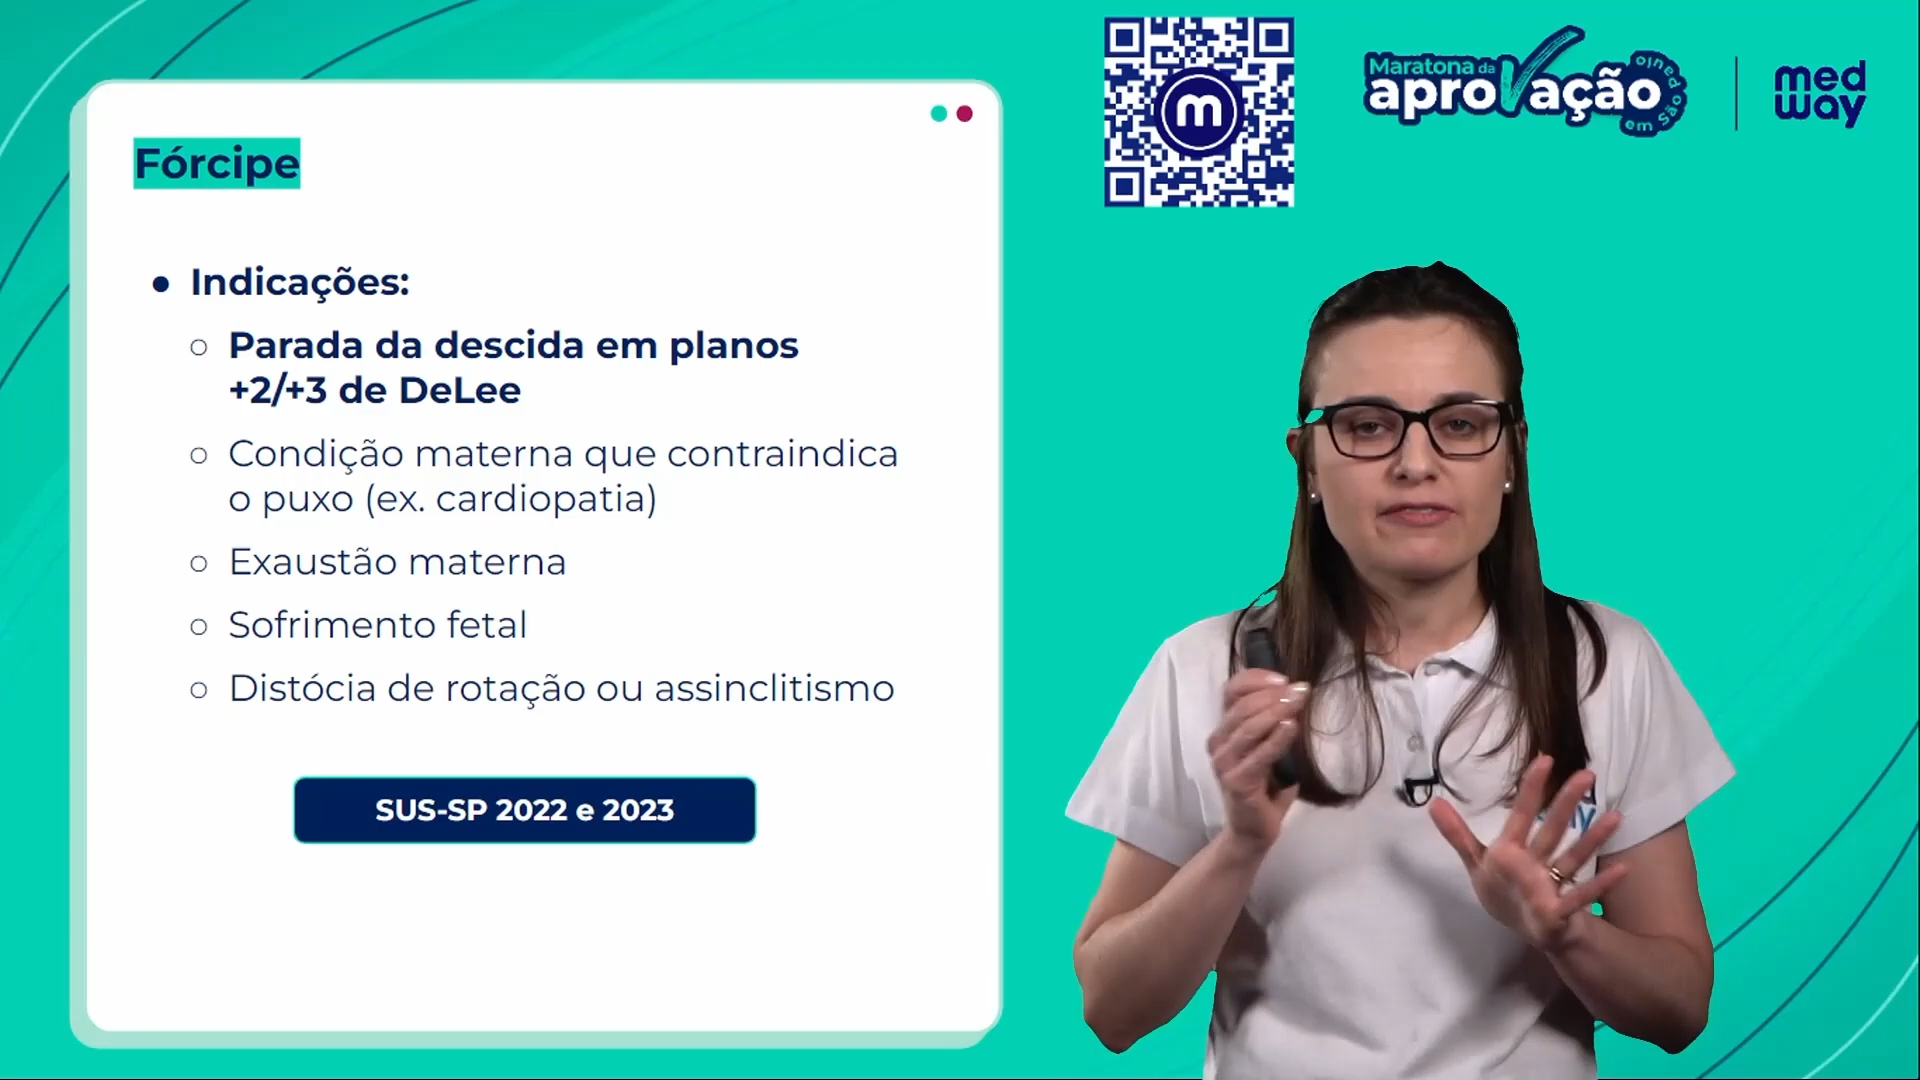 Fórcipe
Indicações:
Parada da descida em planos
+2/+3 de DeLee
Condição materna que contraindica
o puxo (ex. cardiopatia)
Exaustão materna
Sofrimento fetal
Distócia de rotação ou assinclitismo
SUS-SP 2022 e 2023
m
Maratona da
aproVação
em São paulo
med
way